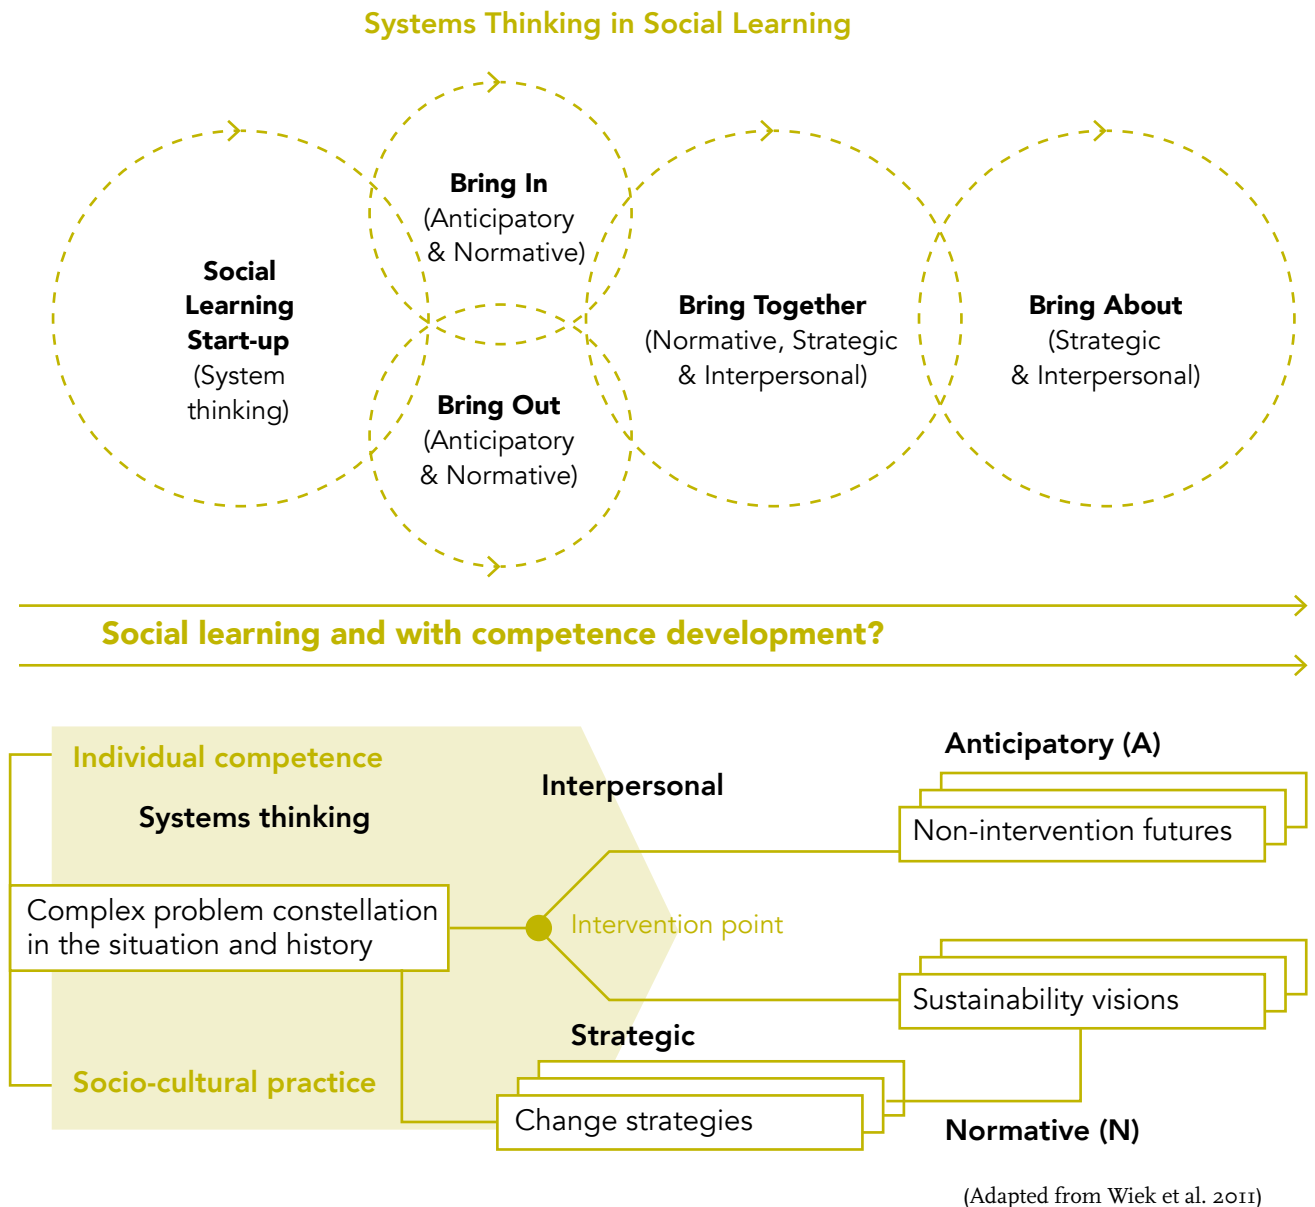 Systems Thinking in Social Learning
Social
Learning
Start-up
(System
thinking)
Bring In
(Anticipatory
& Normative)
Bring Out
(Anticipatory
& Normative)
Bring Together
(Normative, Strategic
& Interpersonal)
Bring About
(Strategic
& Interpersonal)
Social learning and with competence development?
Individual competence
Systems thinking
Complex problem constellation
in the situation and history
Socio-cultural practice
Interpersonal
Intervention point
Strategic
Change strategies
Anticipatory (A)
Non-intervention futures
Sustainability visions
Normative (N)
(Adapted from Wiek et al. 2011)